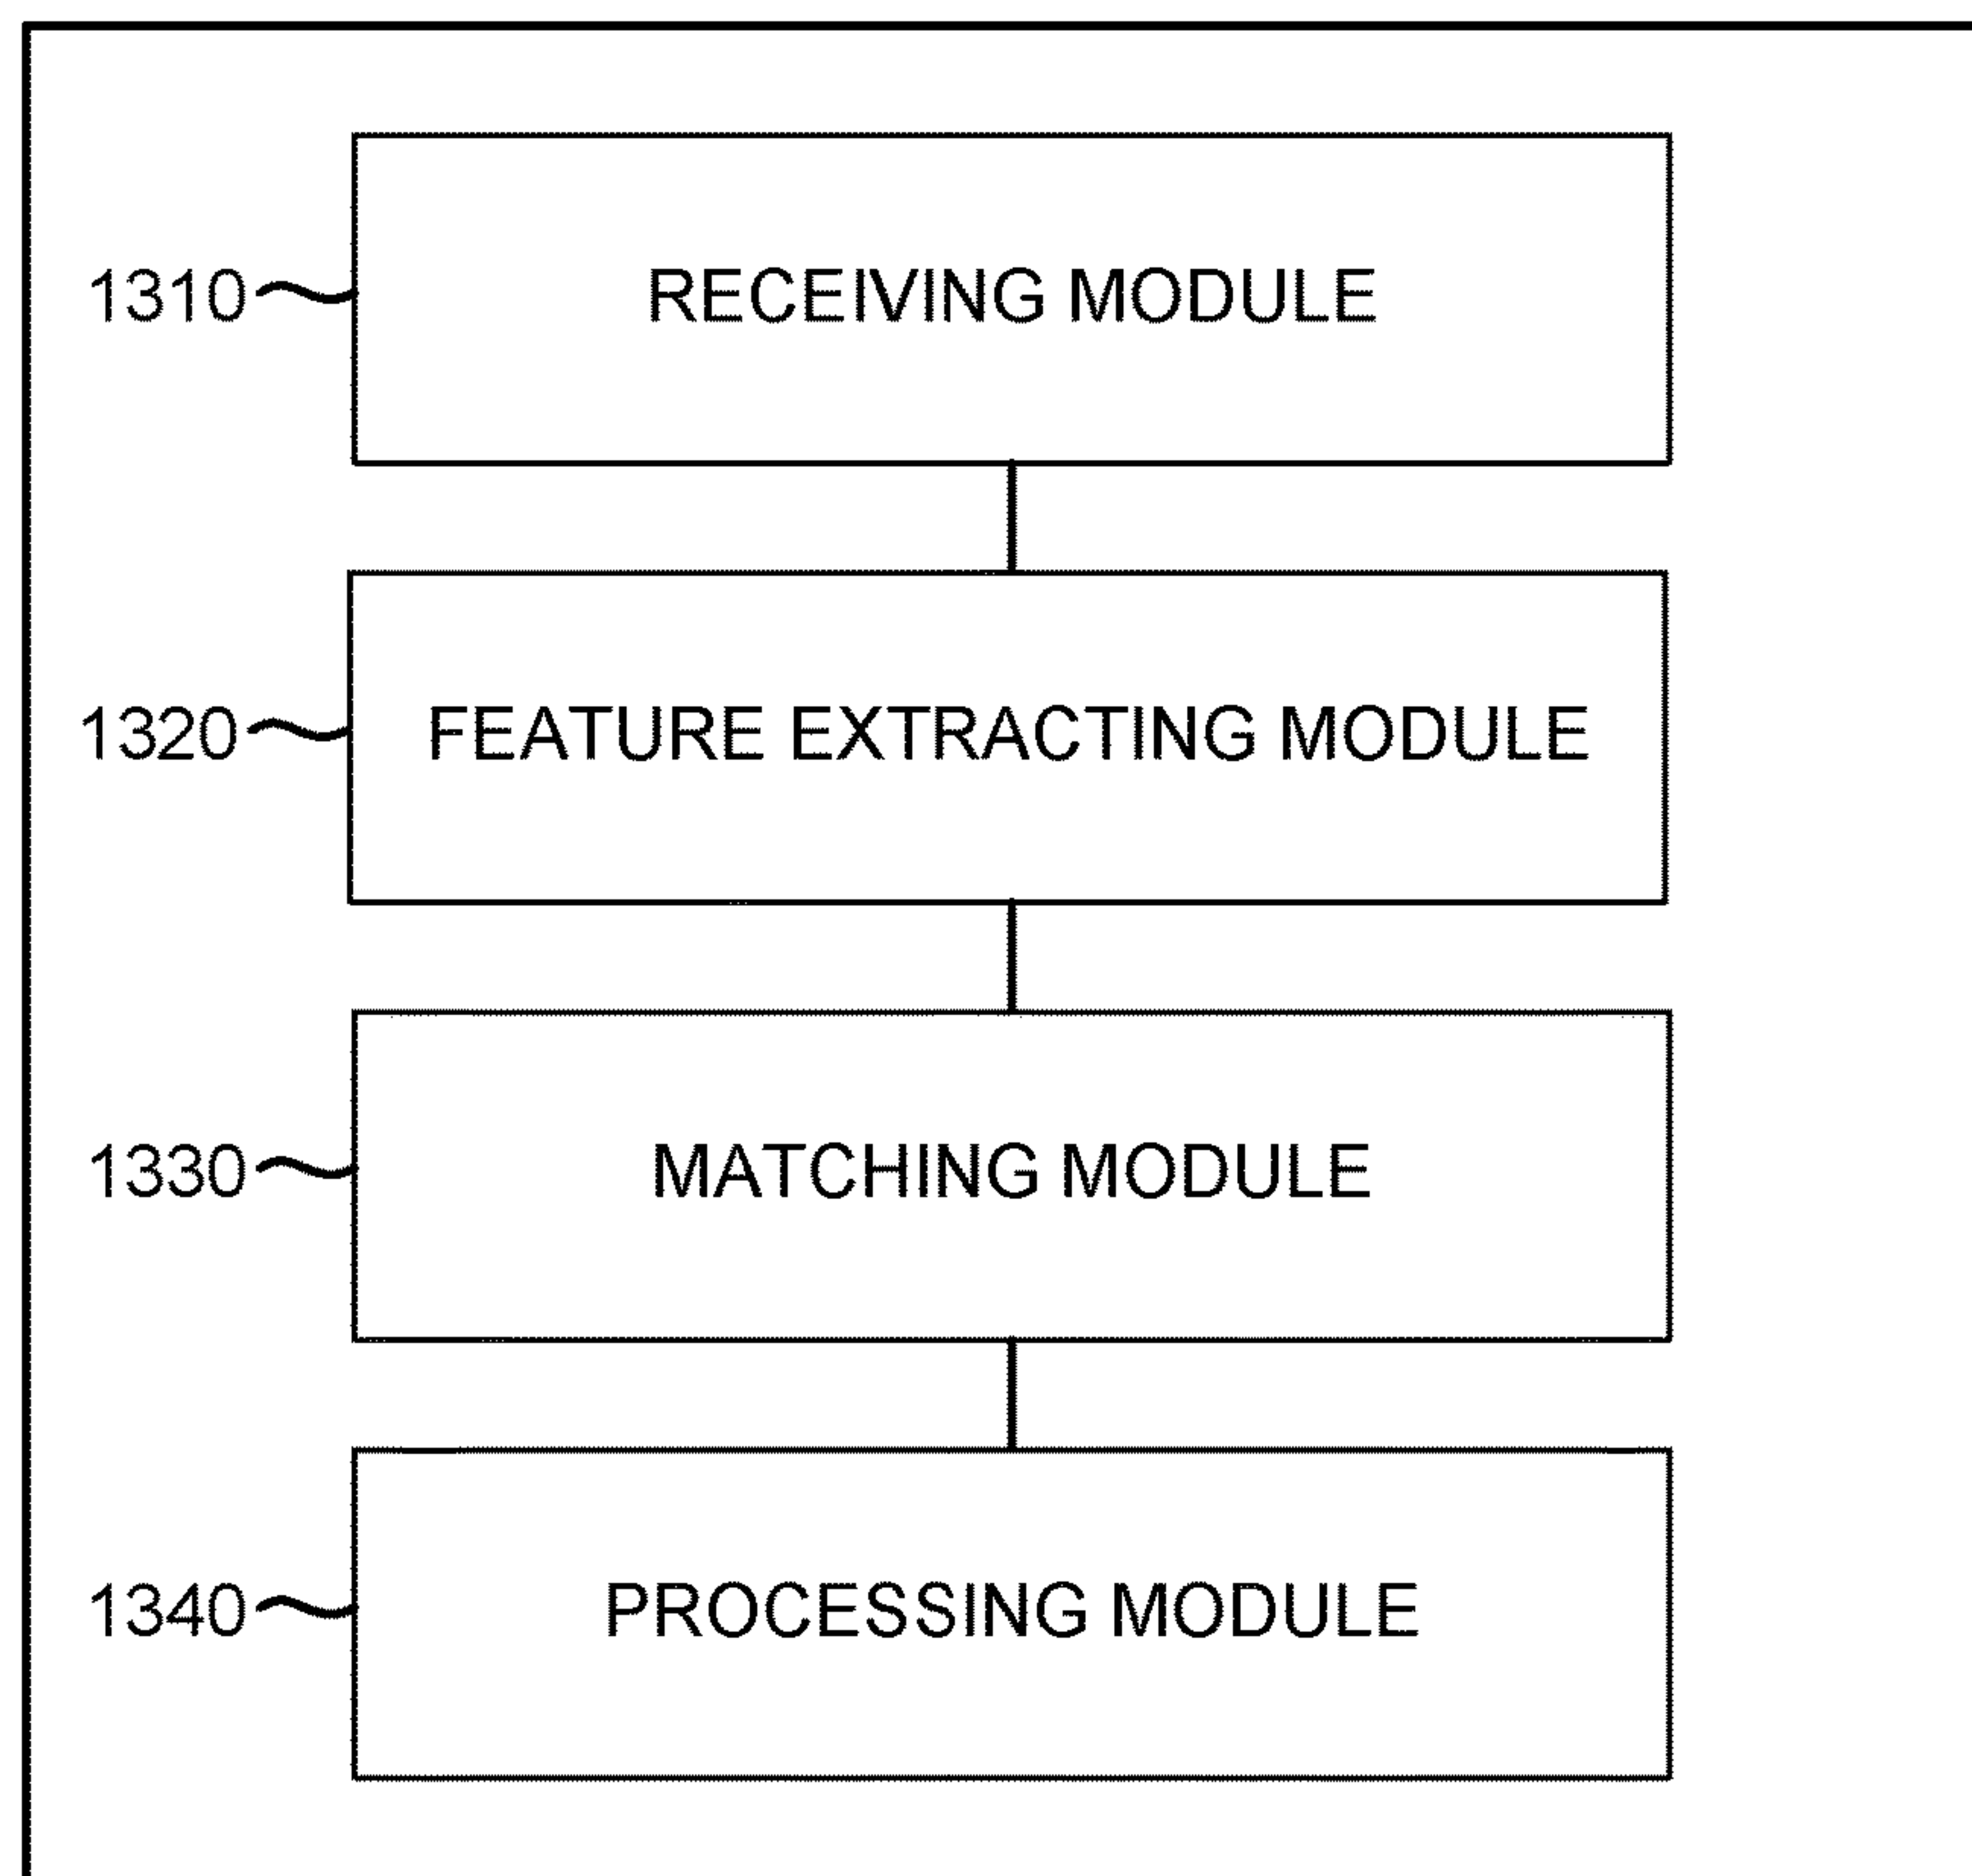 1310 RECEIVING MODULE
1320 FEATURE EXTRACTING MODULE
1330 MATCHING MODULE
1340 PROCESSING MODULE